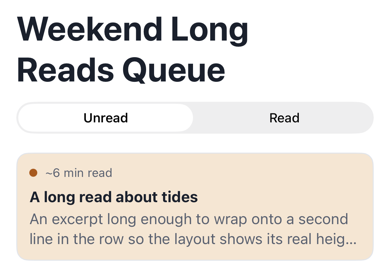 Weekend Long
Reads Queue
Unread
Read
~6 min read
A long read about tides
An excerpt long enough to wrap onto a second
line in the row so the layout shows its real heig...